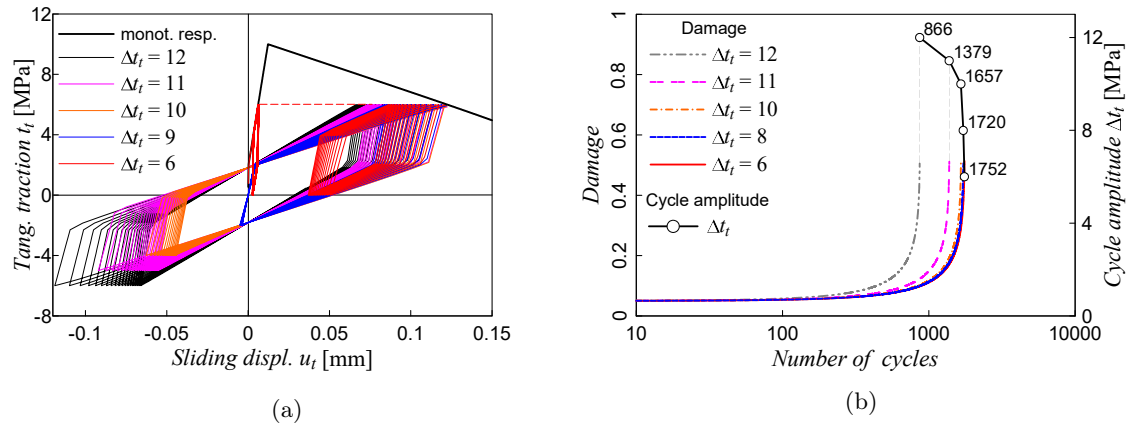 12
8
4
0
-4
-8
Tang. traction t_t [MPa]
monot. resp.
Δt_t = 12
Δt_t = 11
Δt_t = 10
Δt_t = 9
Δt_t = 6
-0.1
-0.05
0
0.05
0.1
0.15
Sliding displ. u_t [mm]
(a)
1
0.8
0.6
0.4
0.2
0
Damage
Damage
Δt_t = 12
Δt_t = 11
Δt_t = 10
Δt_t = 8
Δt_t = 6
Cycle amplitude
Δt_t
866
1379
1657
1720
1752
12
8
4
0
Cycle amplitude Δt_t [MPa]
10
100
1000
10000
Number of cycles
(b)